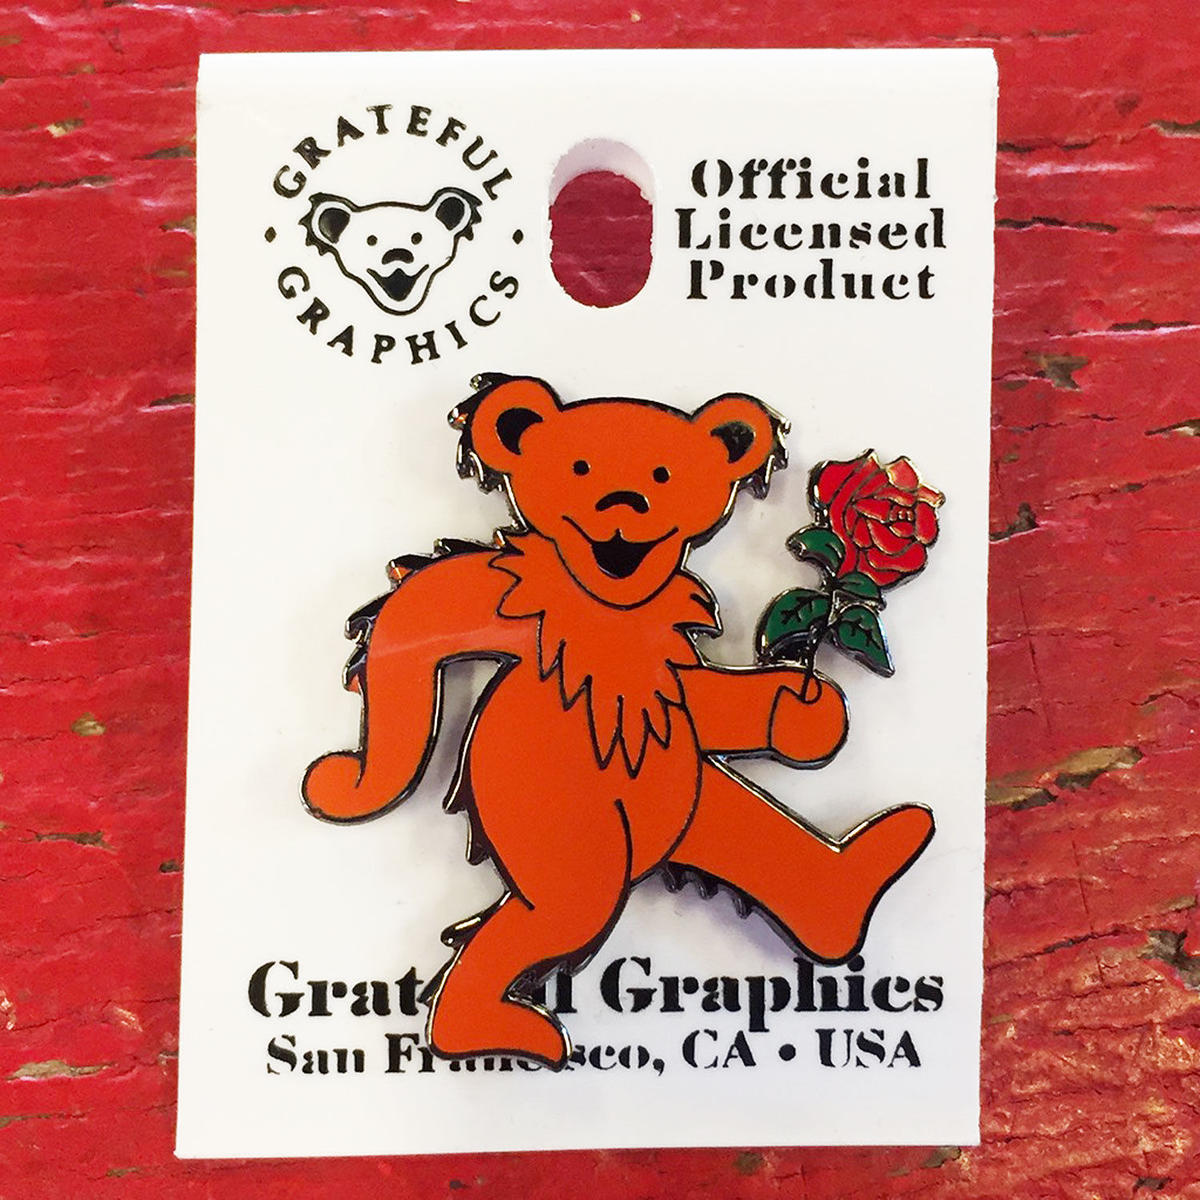 GRATEFUL
• GRAPHICS •
Official
Licensed
Product
Graphics
San CA • USA